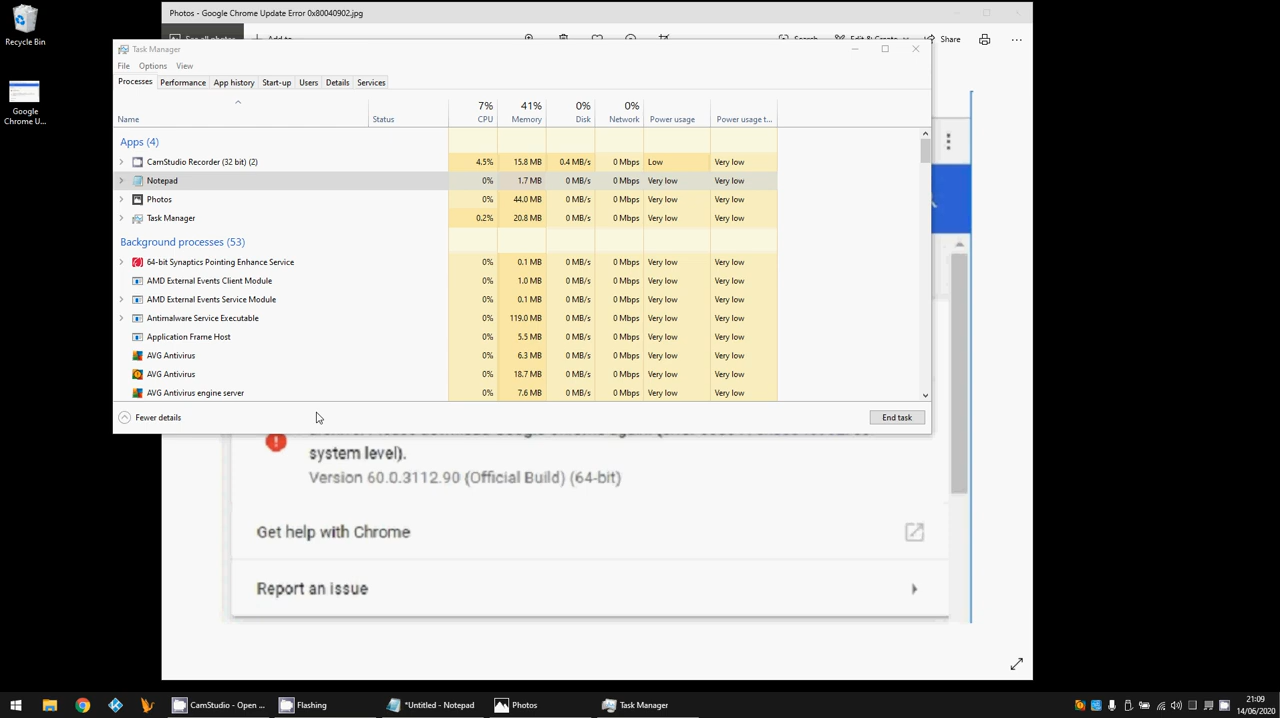 Recycle Bin
Google
Chrome U...
Photos - Google Chrome Update Error 0x80040902.jpg
See all photos
Add to
Search
Edit & Create
Share
Task Manager
File Options View
Processes Performance App history Start-up Users Details Services
7% 41% 0% 0%
Name Status CPU Memory Disk Network Power usage Power usage t...
Apps (4)
CamStudio Recorder (32 bit) (2) 4.5% 15.8 MB 0.4 MB/s 0 Mbps Low Very low
Notepad 0% 1.7 MB 0 MB/s 0 Mbps Very low Very low
Photos 0% 44.0 MB 0 MB/s 0 Mbps Very low Very low
Task Manager 0.2% 20.8 MB 0 MB/s 0 Mbps Very low Very low
Background processes (53)
64-bit Synaptics Pointing Enhance Service 0% 0.1 MB 0 MB/s 0 Mbps Very low Very low
AMD External Events Client Module 0% 1.0 MB 0 MB/s 0 Mbps Very low Very low
AMD External Events Service Module 0% 0.1 MB 0 MB/s 0 Mbps Very low Very low
Antimalware Service Executable 0% 119.0 MB 0 MB/s 0 Mbps Very low Very low
Application Frame Host 0% 5.5 MB 0 MB/s 0 Mbps Very low Very low
AVG Antivirus 0% 6.3 MB 0 MB/s 0 Mbps Very low Very low
AVG Antivirus 0% 18.7 MB 0 MB/s 0 Mbps Very low Very low
AVG Antivirus engine server 0% 7.6 MB 0 MB/s 0 Mbps Very low Very low
Fewer details End task
system level).
Version 60.0.3112.90 (Official Build) (64-bit)
Get help with Chrome
Report an issue
CamStudio - Open ... Flashing *Untitled - Notepad Photos Task Manager
21:09
14/06/2020